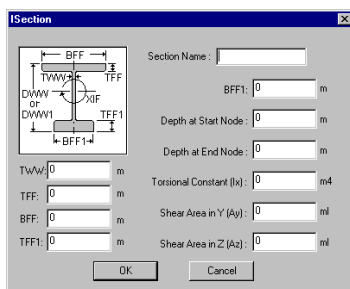 ISection
BFF
TWW
TFF
DWW
or
DWW1
XIF
TFF1
BFF1
TWW: 0 m
TFF: 0 m
BFF: 0 m
TFF1: 0 m
Section Name :
BFF1: 0 m
Depth at Start Node : 0 m
Depth at End Node : 0 m
Torsional Constant (Ix) : 0 m4
Shear Area in Y (Ay) : 0 ml
Shear Area in Z (Az) : 0 ml
OK
Cancel